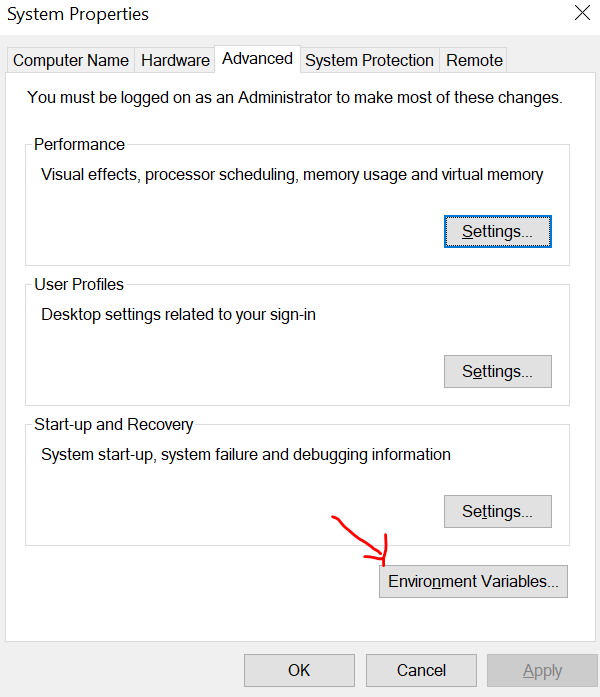 System Properties
Computer Name Hardware Advanced System Protection Remote
You must be logged on as an Administrator to make most of these changes.
Performance
Visual effects, processor scheduling, memory usage and virtual memory
Settings...
User Profiles
Desktop settings related to your sign-in
Settings...
Start-up and Recovery
System start-up, system failure and debugging information
Settings...
Environment Variables...
OK Cancel Apply